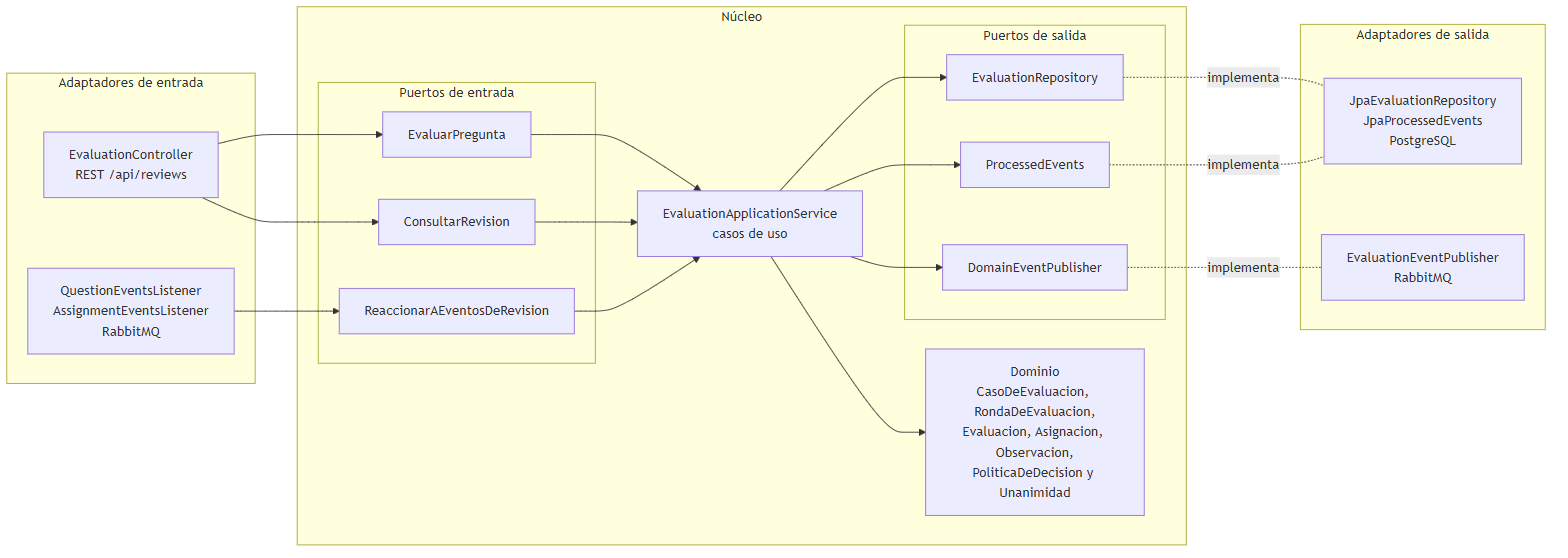 Núcleo
Adaptadores de entrada
EvaluationController
REST /api/reviews
QuestionEventsListener
AssignmentEventsListener
RabbitMQ
Puertos de entrada
EvaluarPregunta
ConsultarRevision
ReaccionarAEventosDeRevision
EvaluationApplicationService
casos de uso
Puertos de salida
EvaluationRepository
ProcessedEvents
DomainEventPublisher
Dominio
CasoDeEvaluacion,
RondaDeEvaluacion,
Evaluacion, Asignacion,
Observacion,
PoliticaDeDecision y
Unanimidad
implementa
implementa
implementa
Adaptadores de salida
JpaEvaluationRepository
JpaProcessedEvents
PostgreSQL
EvaluationEventPublisher
RabbitMQ